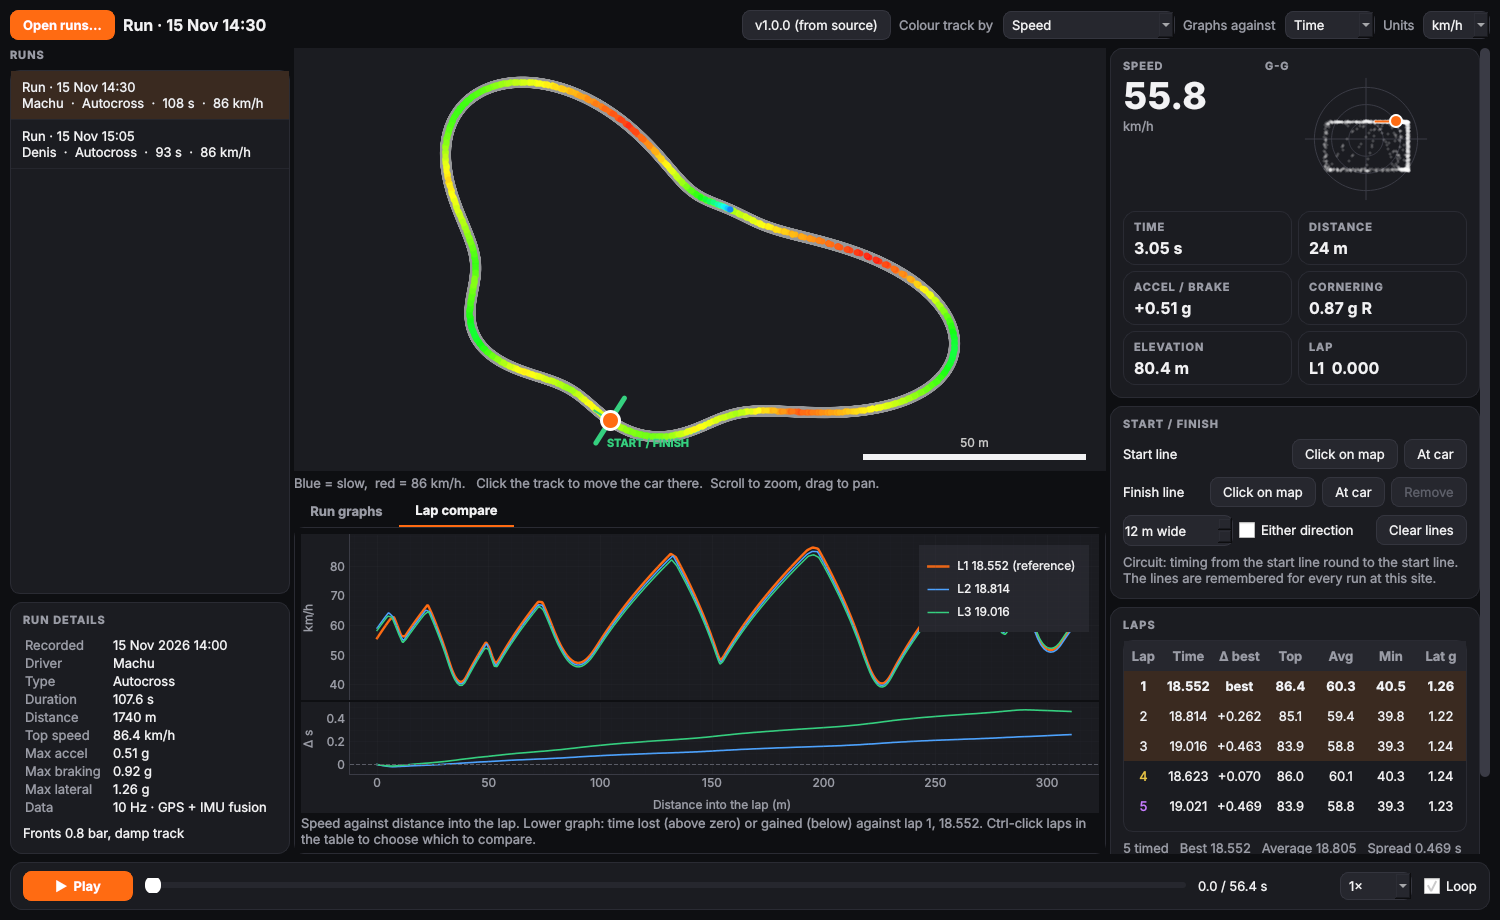 Open runs...
Run · 15 Nov 14:30
v1.0.0 (from source)
Colour track by
Speed
Graphs against
Time
Units
km/h
RUNS
Run · 15 Nov 14:30
Machu · Autocross · 108 s · 86 km/h
Run · 15 Nov 15:05
Denis · Autocross · 93 s · 86 km/h
RUN DETAILS
Recorded 15 Nov 2026 14:00
Driver Machu
Type Autocross
Duration 107.6 s
Distance 1740 m
Top speed 86.4 km/h
Max accel 0.51 g
Max braking 0.92 g
Max lateral 1.26 g
Data 10 Hz · GPS + IMU fusion
Fronts 0.8 bar, damp track
START / FINISH
50 m
Blue = slow, red = 86 km/h. Click the track to move the car there. Scroll to zoom, drag to pan.
Run graphs
Lap compare
km/h
80
70
60
50
40
L1 18.552 (reference)
L2 18.814
L3 19.016
Δ s
0.4
0.2
0
0 50 100 150 200 250 300
Distance into the lap (m)
Speed against distance into the lap. Lower graph: time lost (above zero) or gained (below) against lap 1, 18.552. Ctrl-click laps in
the table to choose which to compare.
SPEED
55.8
km/h
G-G
TIME
3.05 s
DISTANCE
24 m
ACCEL / BRAKE
+0.51 g
CORNERING
0.87 g R
ELEVATION
80.4 m
LAP
L1 0.000
START / FINISH
Start line
Click on map
At car
Finish line
Click on map
At car
Remove
12 m wide
Either direction
Clear lines
Circuit: timing from the start line round to the start line.
The lines are remembered for every run at this site.
LAPS
Lap Time Δ best Top Avg Min Lat g
1 18.552 best 86.4 60.3 40.5 1.26
2 18.814 +0.262 85.1 59.4 39.8 1.22
3 19.016 +0.463 83.9 58.8 39.3 1.24
4 18.623 +0.070 86.0 60.1 40.3 1.24
5 19.021 +0.469 83.9 58.8 39.3 1.23
5 timed Best 18.552 Average 18.805 Spread 0.469 s
Play
0.0 / 56.4 s
1×
Loop